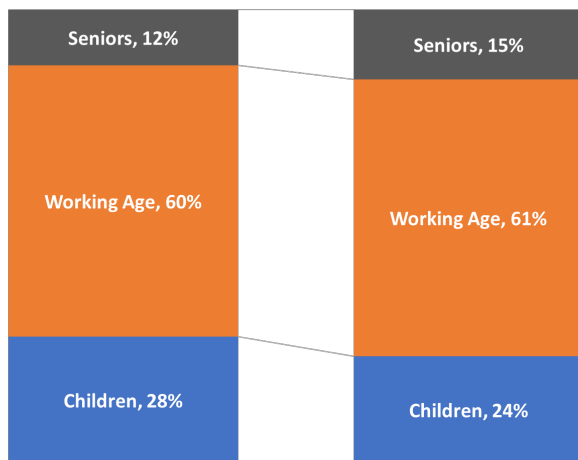 Seniors, 12%
Working Age, 60%
Children, 28%
Seniors, 15%
Working Age, 61%
Children, 24%